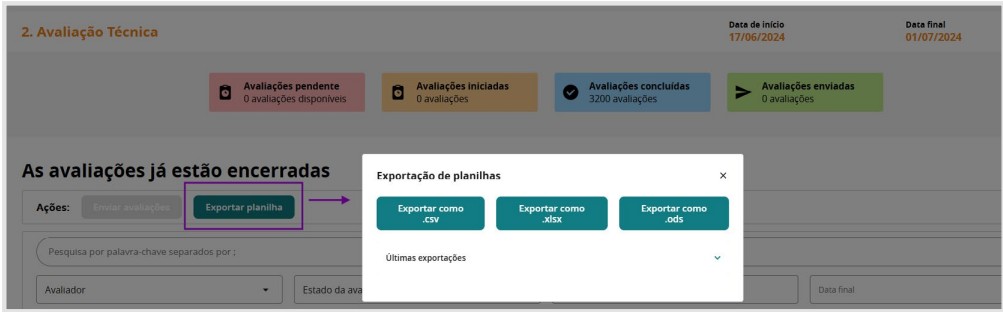 2. Avaliação Técnica
Data de início
17/06/2024
Data final
01/07/2024
Avaliações pendente
0 avaliações disponíveis
Avaliações iniciadas
0 avaliações
Avaliações concluídas
3200 avaliações
Avaliações enviadas
0 avaliações
As avaliações já estão encerradas
Ações:
Enviar avaliações
Exportar planilha
Exportação de planilhas
Exportar como
.csv
Exportar como
.xlsx
Exportar como
.ods
Últimas exportações
Pesquisa por palavra-chave separados por ;
Avaliador
Estado da ava
Data final